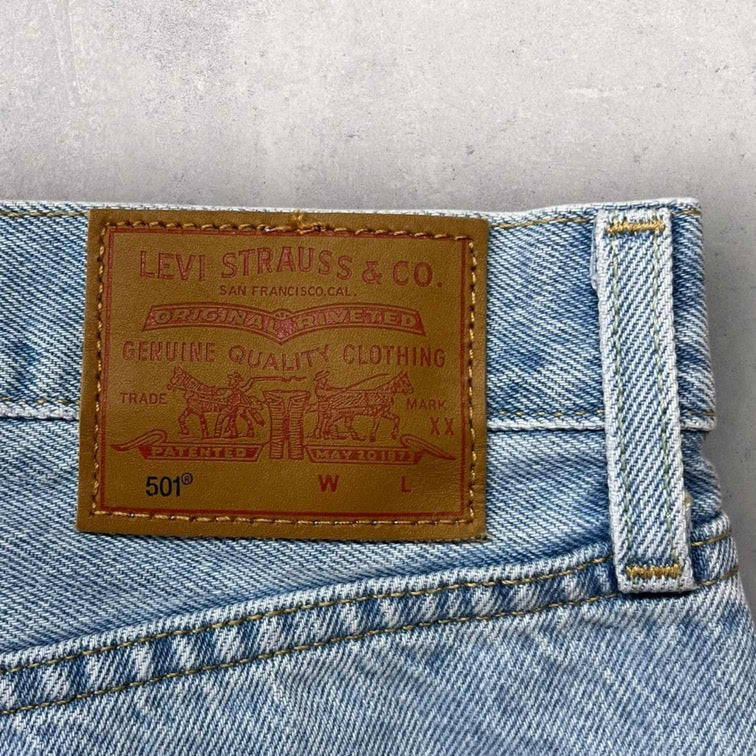 LEVI STRAUSS & CO.
SAN FRANCISCO, CAL.
ORIGINAL RIVETED
GENUINE QUALITY CLOTHING
TRADE MARK
XX
PATENTED MAY 20 1873
501® W L